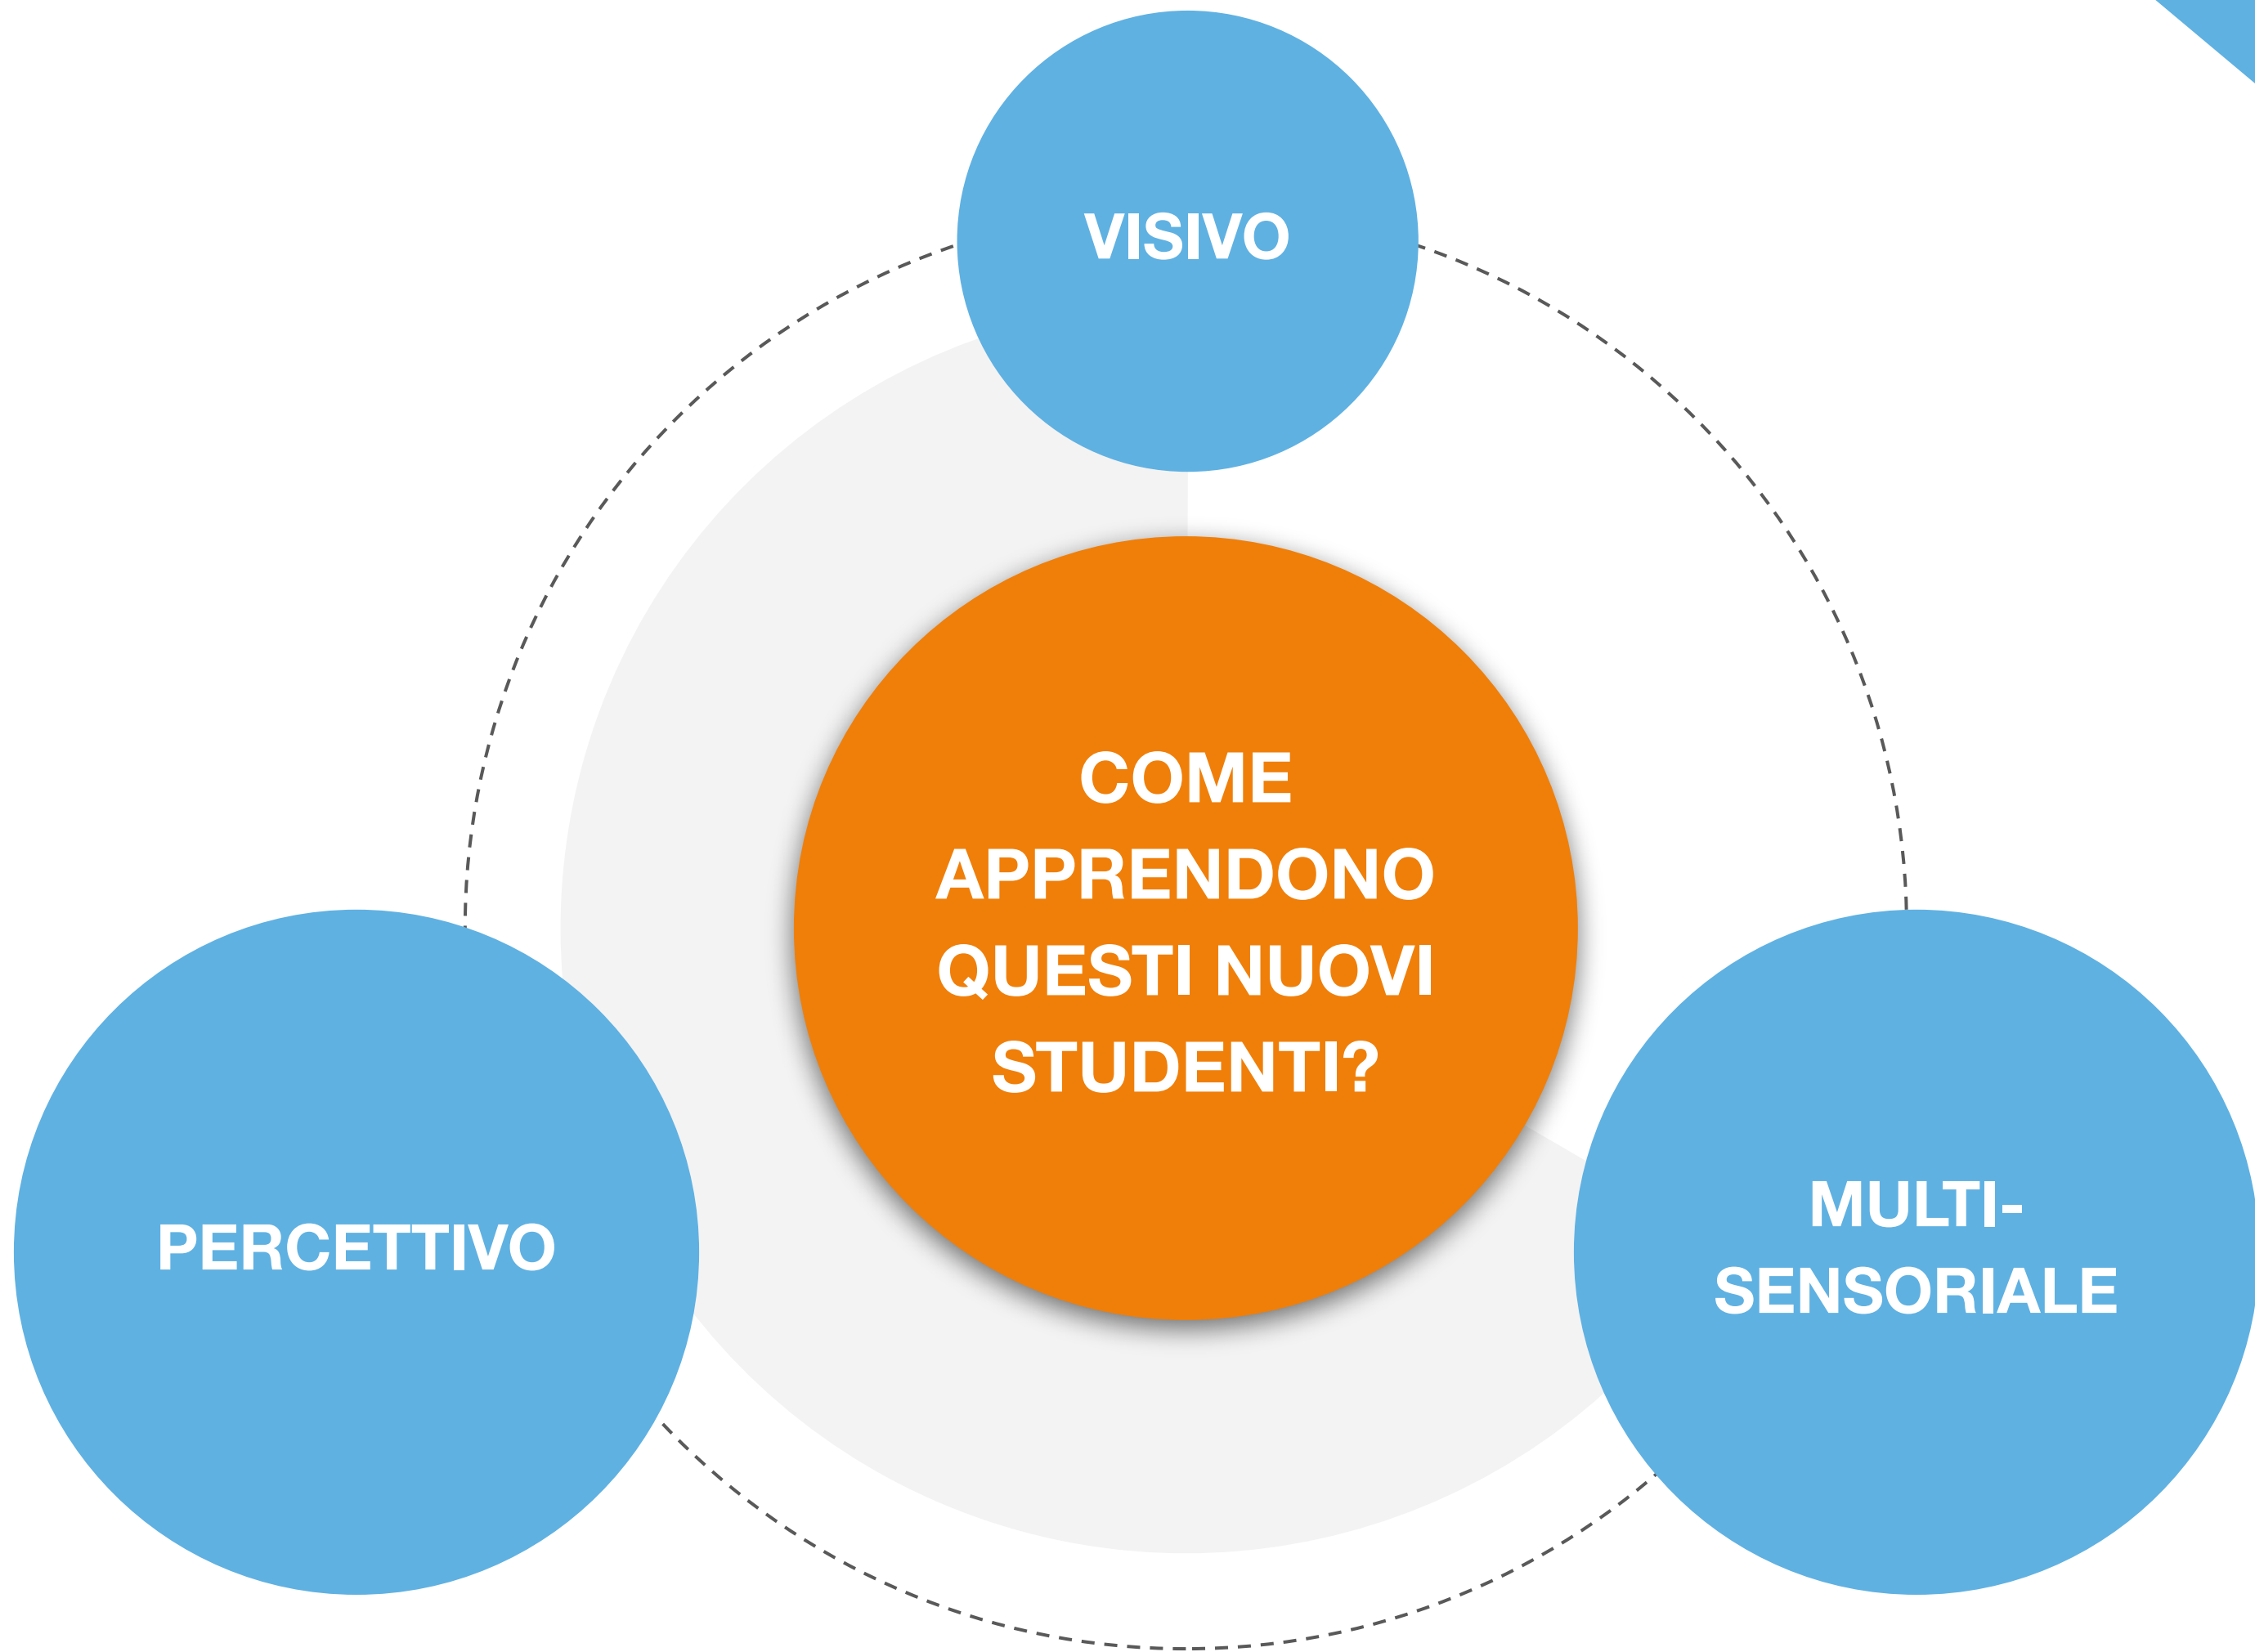 VISIVO
COME
APPRENDONO
QUESTI NUOVI
STUDENTI?
PERCETTIVO
MULTI-
SENSORIALE